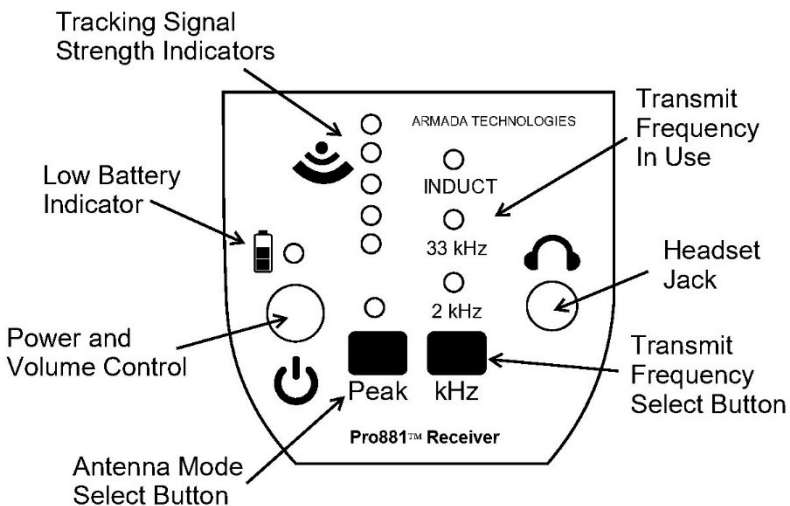 Tracking Signal
Strength Indicators
ARMADA TECHNOLOGIES
Transmit
Frequency
In Use
INDUCT
Low Battery
Indicator
33 kHz
Headset
Jack
2 kHz
Power and
Volume Control
Peak
kHz
Transmit
Frequency
Select Button
Pro881™ Receiver
Antenna Mode
Select Button